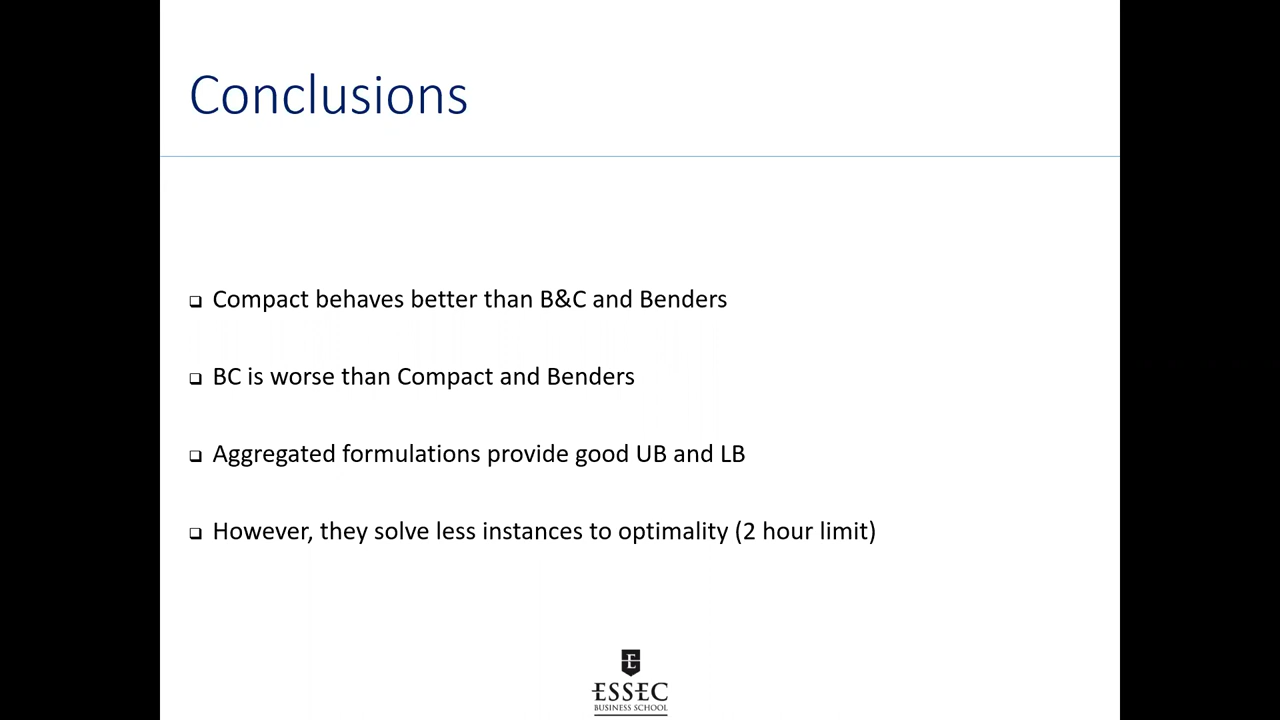 Conclusions
Compact behaves better than B&C and Benders
BC is worse than Compact and Benders
Aggregated formulations provide good UB and LB
However, they solve less instances to optimality (2 hour limit)
E
ESSEC
BUSINESS SCHOOL